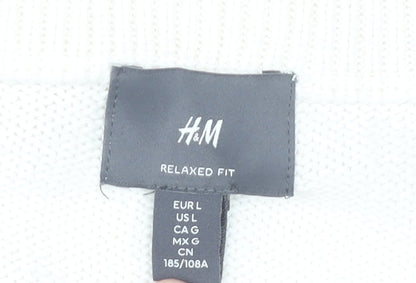 H&M
RELAXED FIT
EUR L
US L
CA G
MX G
CN
185/108A